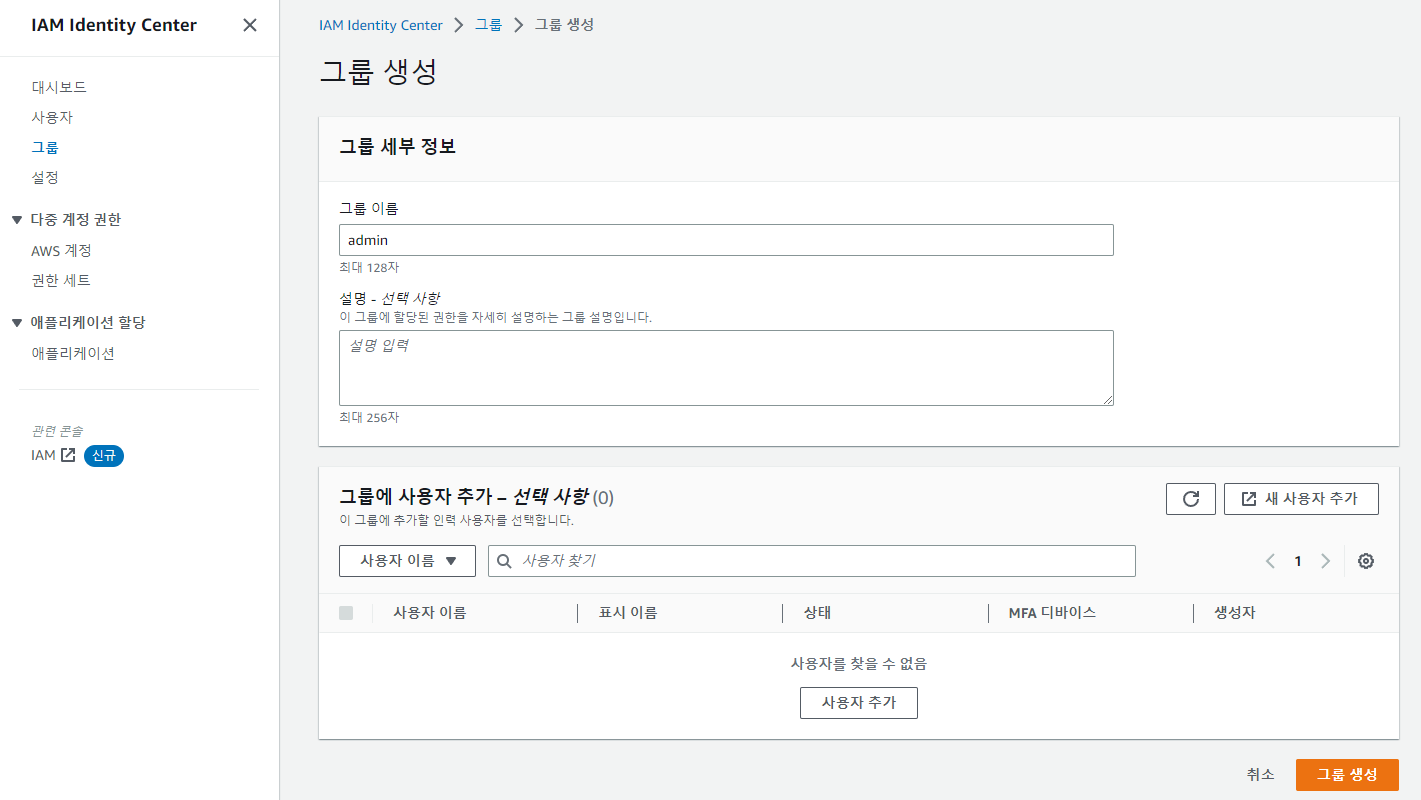 IAM Identity Center
대시보드
사용자
그룹
설정
다중 계정 권한
AWS 계정
권한 세트
애플리케이션 할당
애플리케이션
관련 콘솔
IAM 신규
IAM Identity Center > 그룹 > 그룹 생성
그룹 생성
그룹 세부 정보
그룹 이름
admin
최대 128자
설명 - 선택 사항
이 그룹에 할당된 권한을 자세히 설명하는 그룹 설명입니다.
설명 입력
최대 256자
그룹에 사용자 추가 – 선택 사항 (0)
이 그룹에 추가할 인력 사용자를 선택합니다.
새 사용자 추가
사용자 이름 사용자 찾기 1
사용자 이름 표시 이름 상태 MFA 디바이스 생성자
사용자를 찾을 수 없음
사용자 추가
취소 그룹 생성